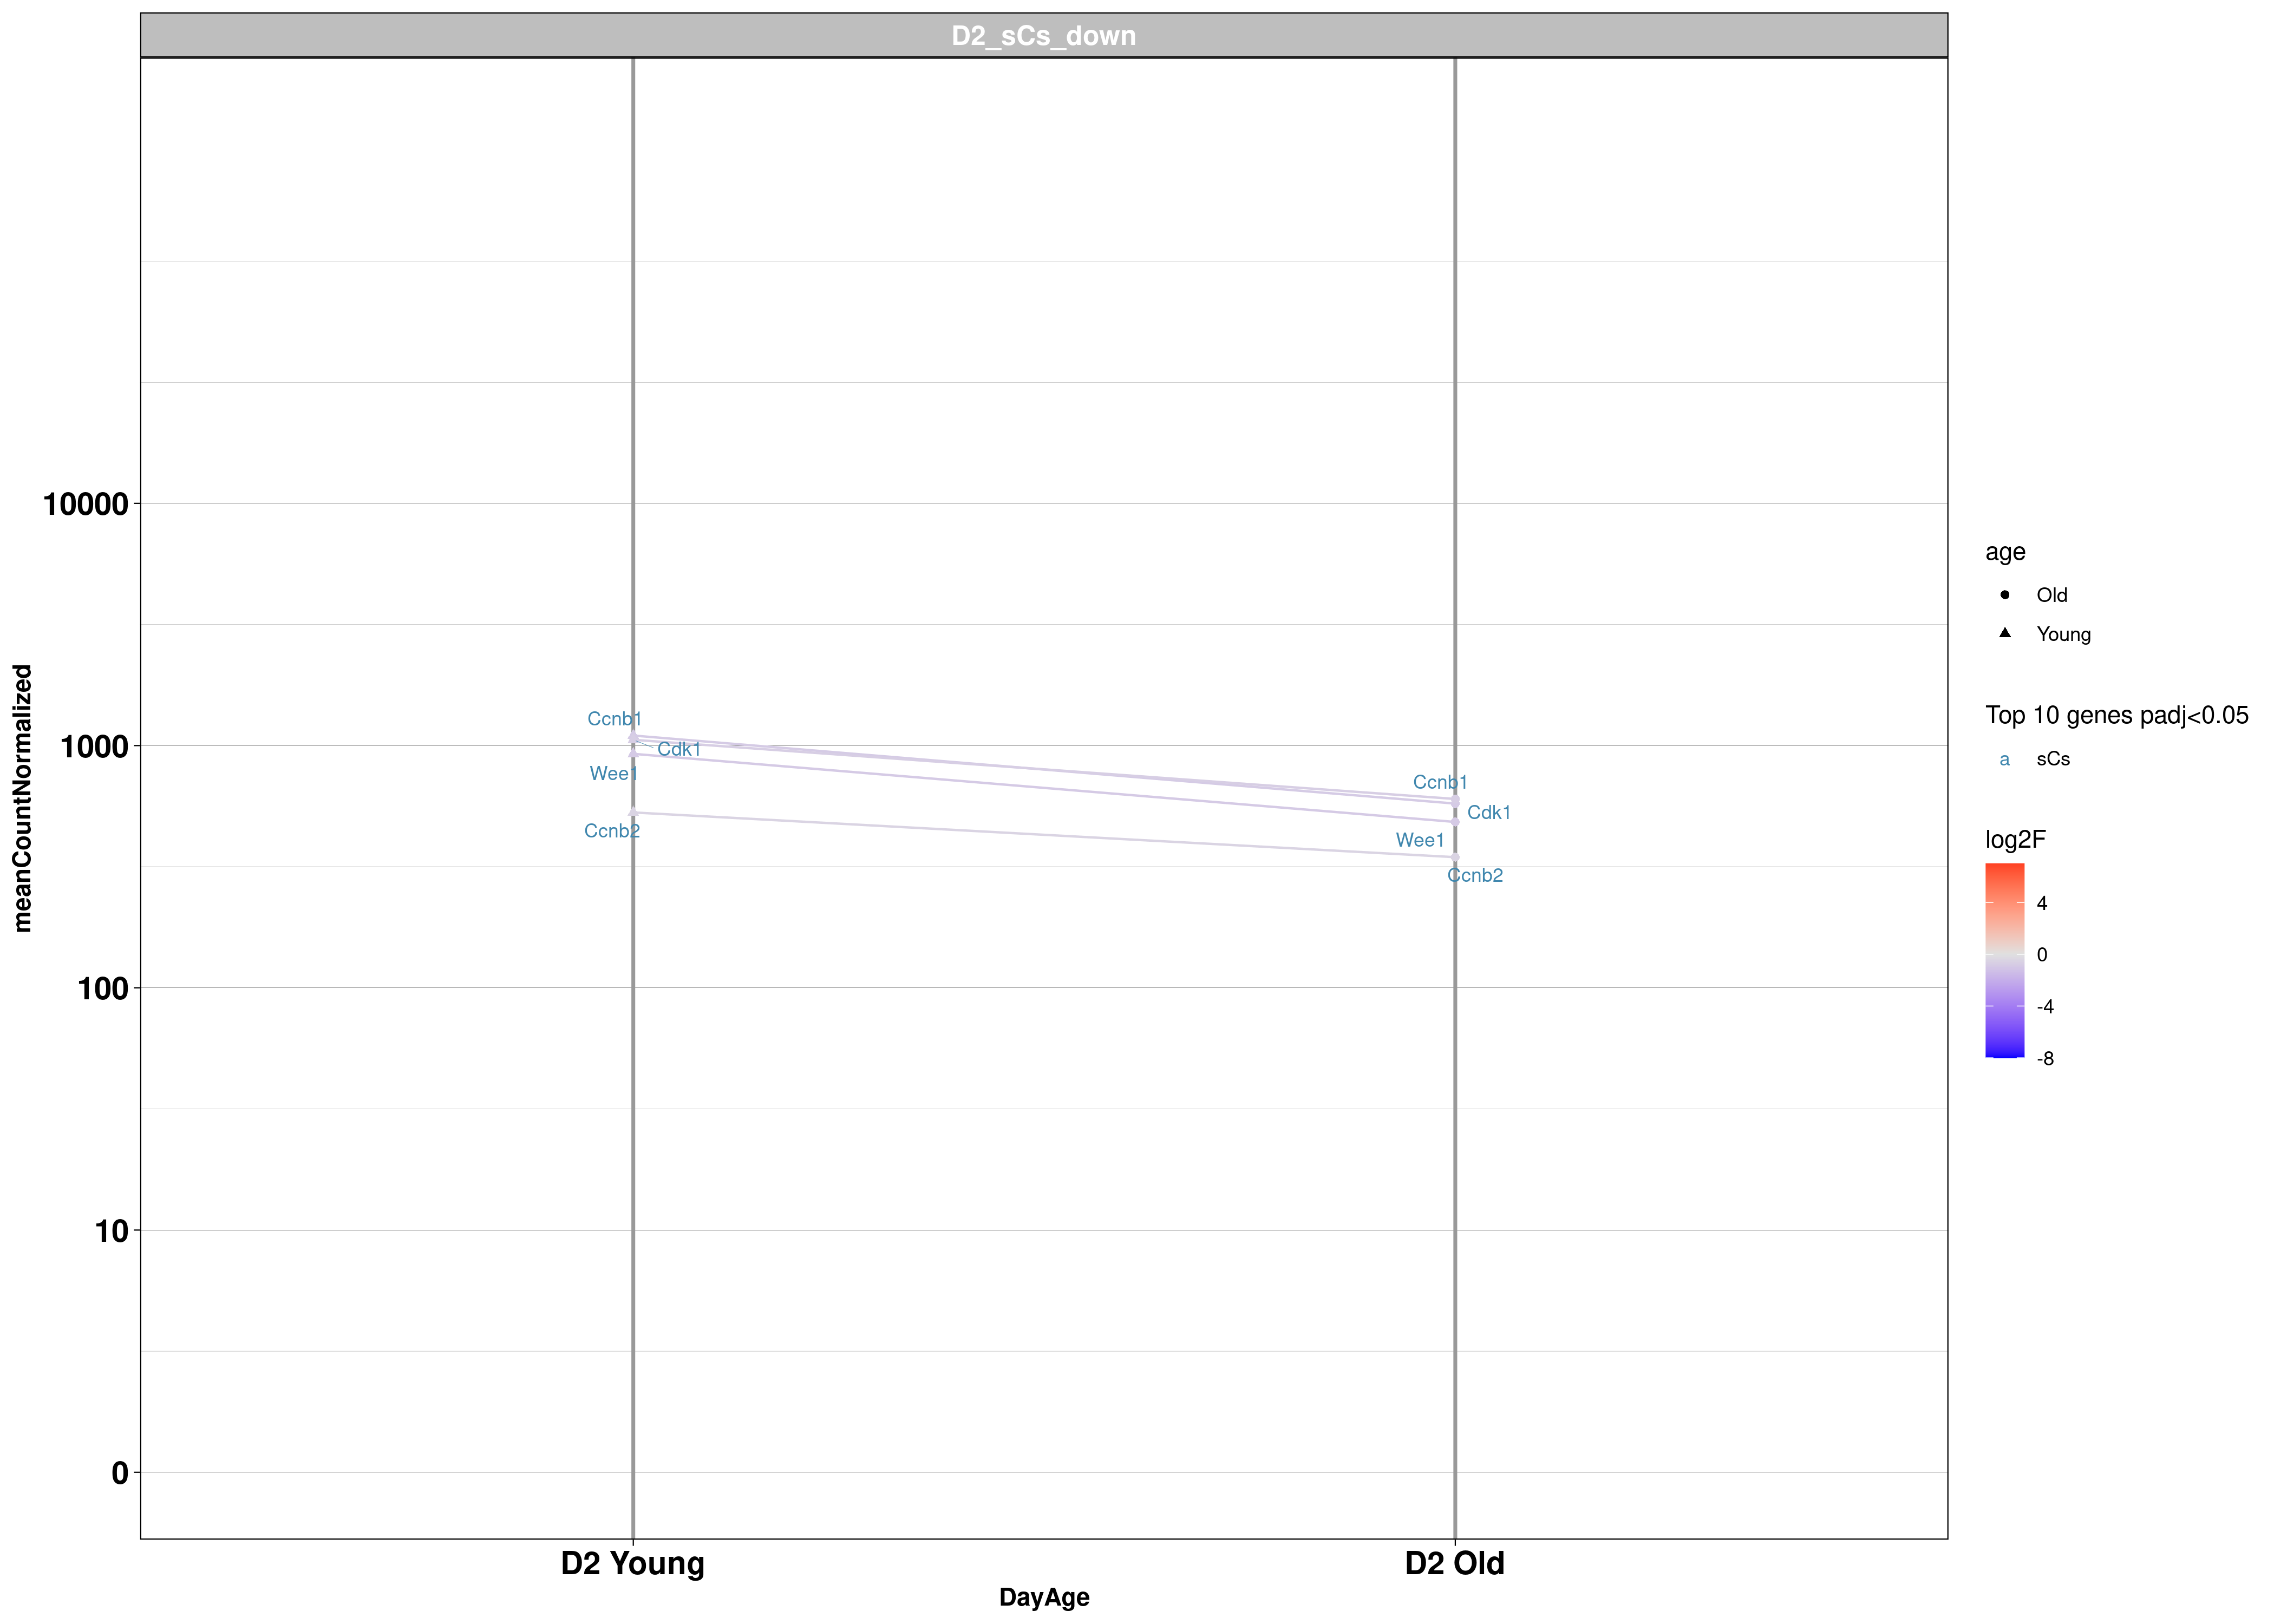 D2_sCs_down
meanCountNormalized
10000
1000
100
10
0
Ccnb1
Cdk1
Wee1
Ccnb2
Ccnb1
Cdk1
Wee1
Ccnb2
D2 Young
D2 Old
DayAge
age
Old
Young
Top 10 genes padj<0.05
a sCs
log2F
4
0
-4
-8